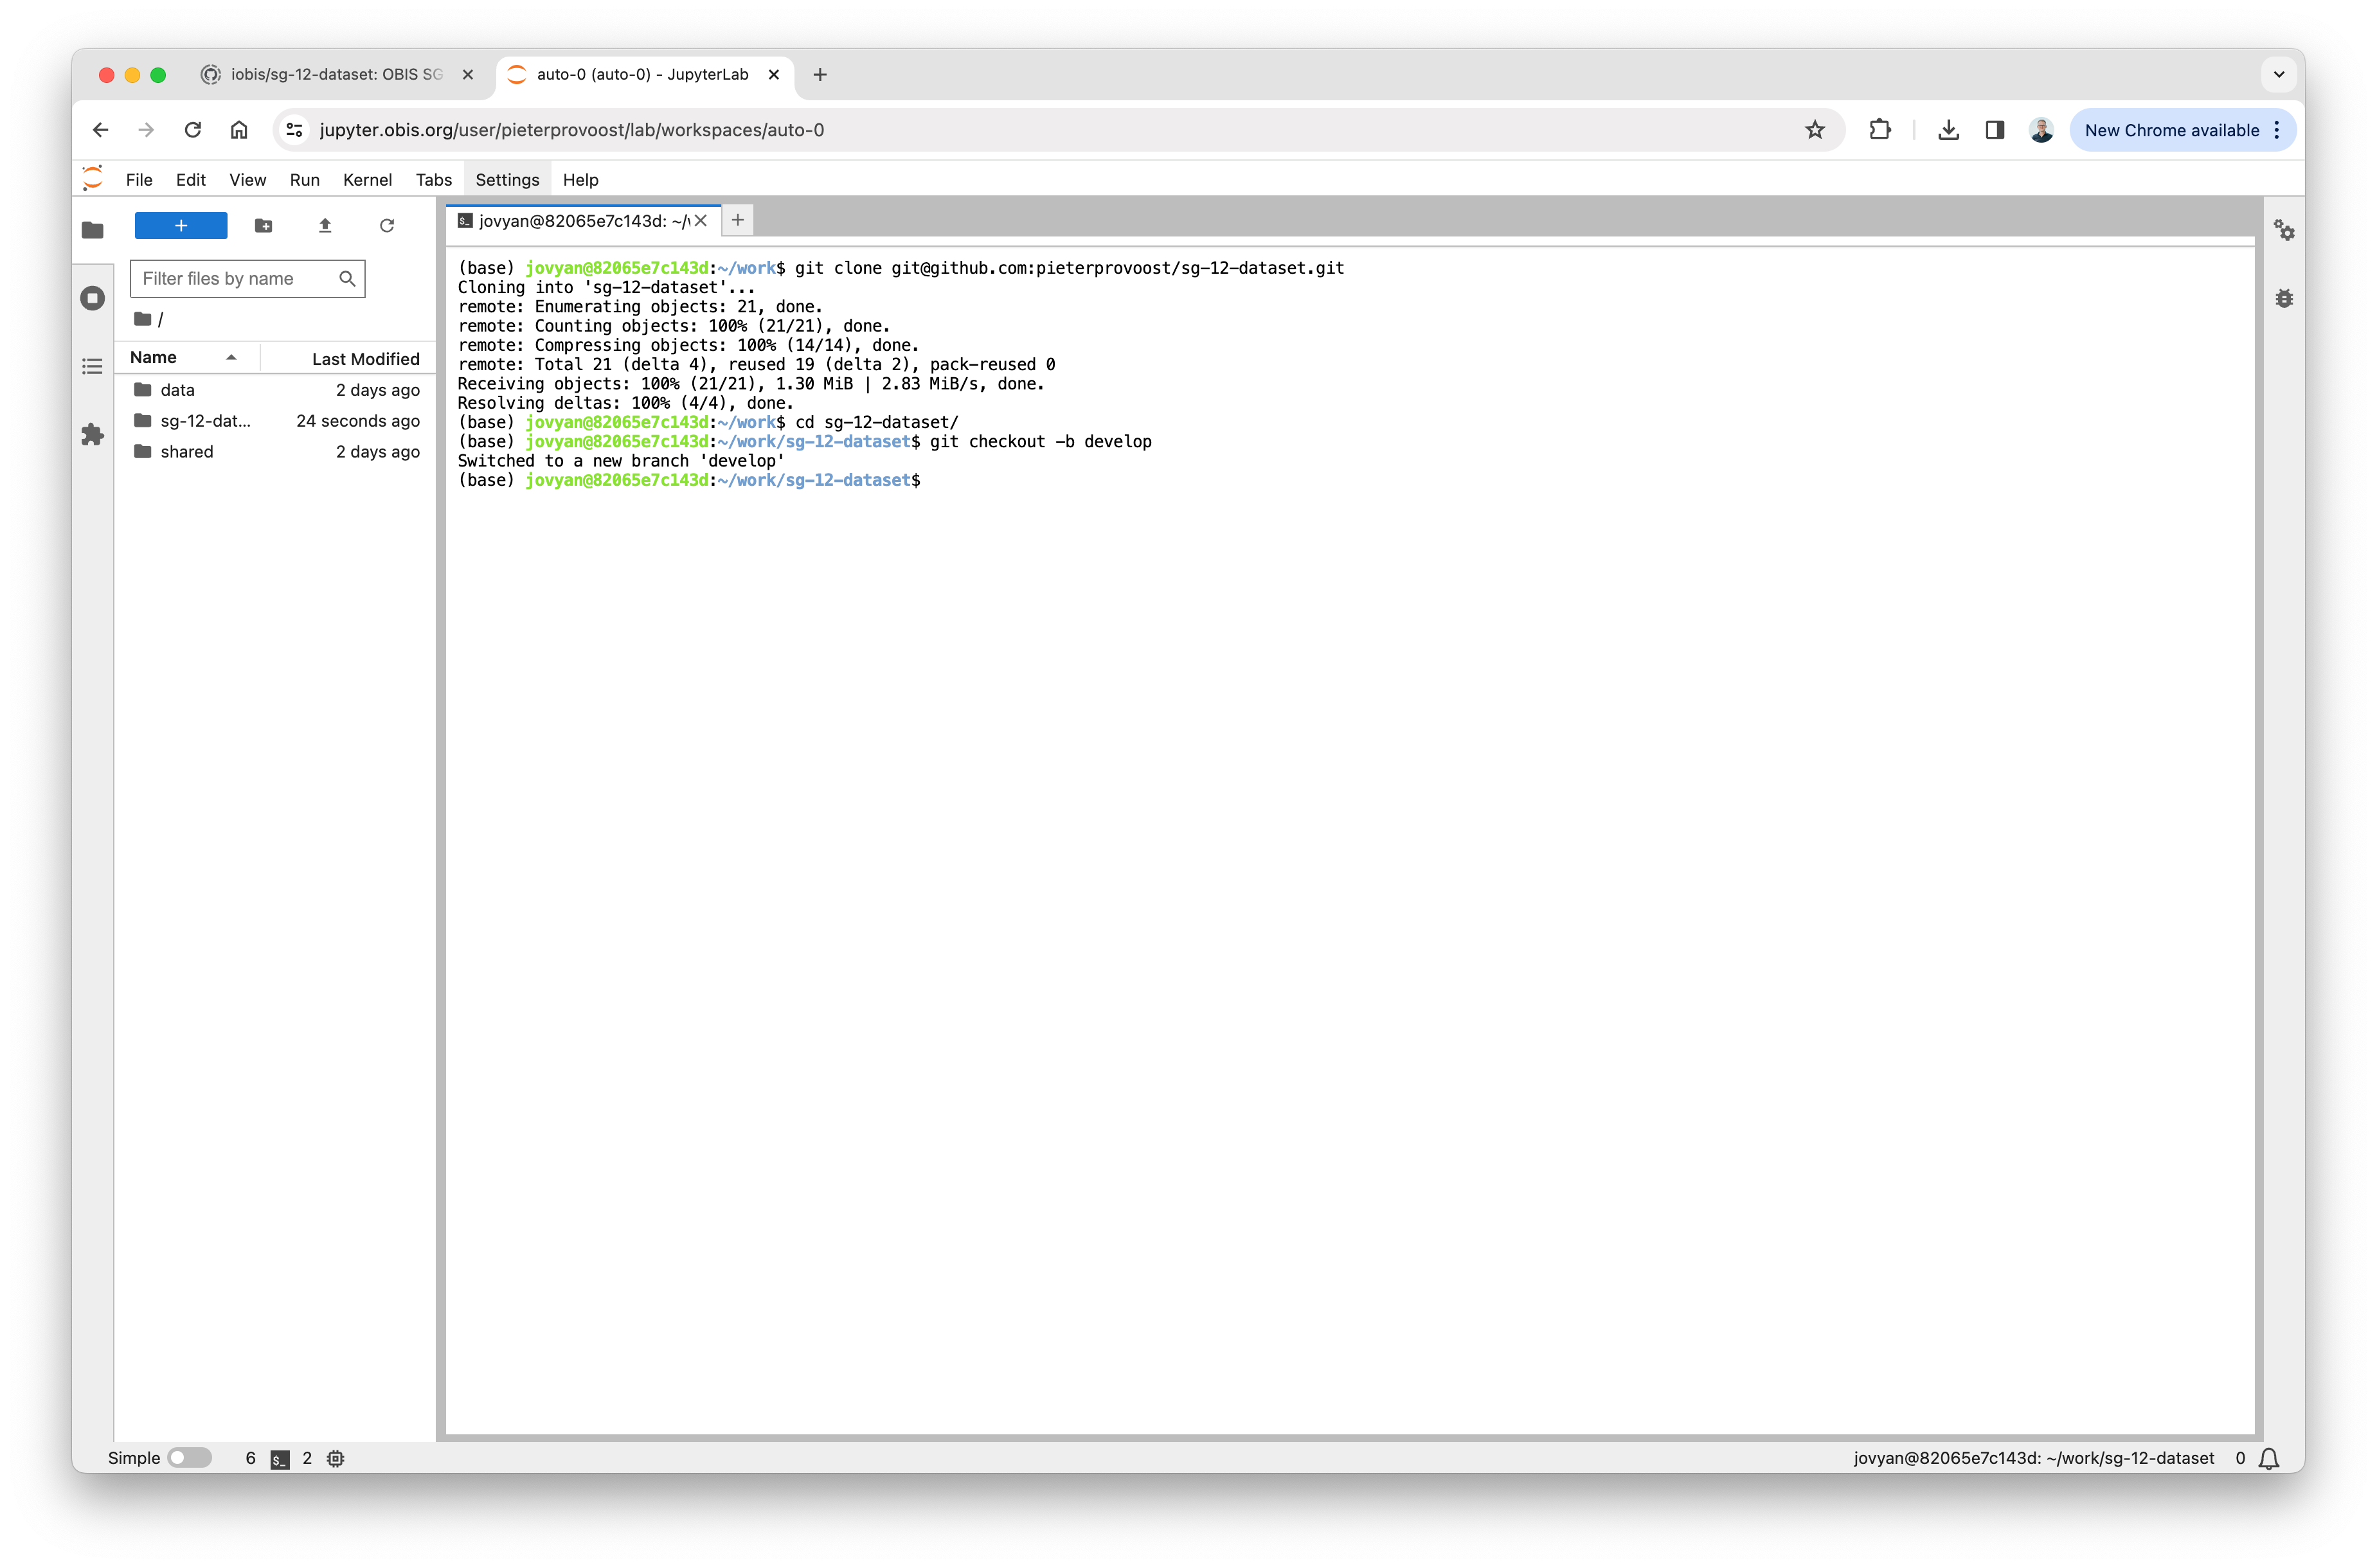 iobis/sg-12-dataset: OBIS SG
auto-0 (auto-0) - JupyterLab
jupyter.obis.org/user/pieterprovoost/lab/workspaces/auto-0
New Chrome available
File Edit View Run Kernel Tabs Settings Help
jovyan@82065e7c143d: ~/
Filter files by name
/
Name Last Modified
data 2 days ago
sg-12-dat... 24 seconds ago
shared 2 days ago
(base) jovyan@82065e7c143d:~/work$ git clone git@github.com:pieterprovoost/sg-12-dataset.git
Cloning into 'sg-12-dataset'...
remote: Enumerating objects: 21, done.
remote: Counting objects: 100% (21/21), done.
remote: Compressing objects: 100% (14/14), done.
remote: Total 21 (delta 4), reused 19 (delta 2), pack-reused 0
Receiving objects: 100% (21/21), 1.30 MiB | 2.83 MiB/s, done.
Resolving deltas: 100% (4/4), done.
(base) jovyan@82065e7c143d:~/work$ cd sg-12-dataset/
(base) jovyan@82065e7c143d:~/work/sg-12-dataset$ git checkout -b develop
Switched to a new branch 'develop'
(base) jovyan@82065e7c143d:~/work/sg-12-dataset$
Simple 6 $_ 2
jovyan@82065e7c143d: ~/work/sg-12-dataset 0